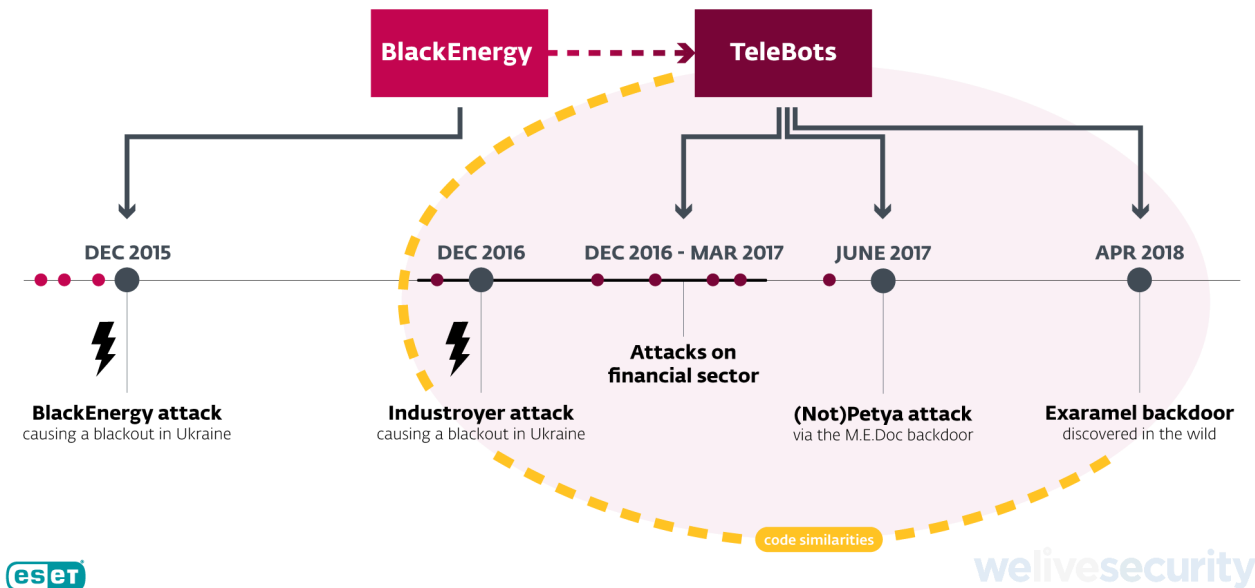 BlackEnergy
TeleBots
DEC 2015
DEC 2016
DEC 2016 - MAR 2017
JUNE 2017
APR 2018
Attacks on
financial sector
BlackEnergy attack
causing a blackout in Ukraine
Industroyer attack
causing a blackout in Ukraine
(Not)Petya attack
via the M.E.Doc backdoor
Exaramel backdoor
discovered in the wild
code similarities
eseT
welivesecurity